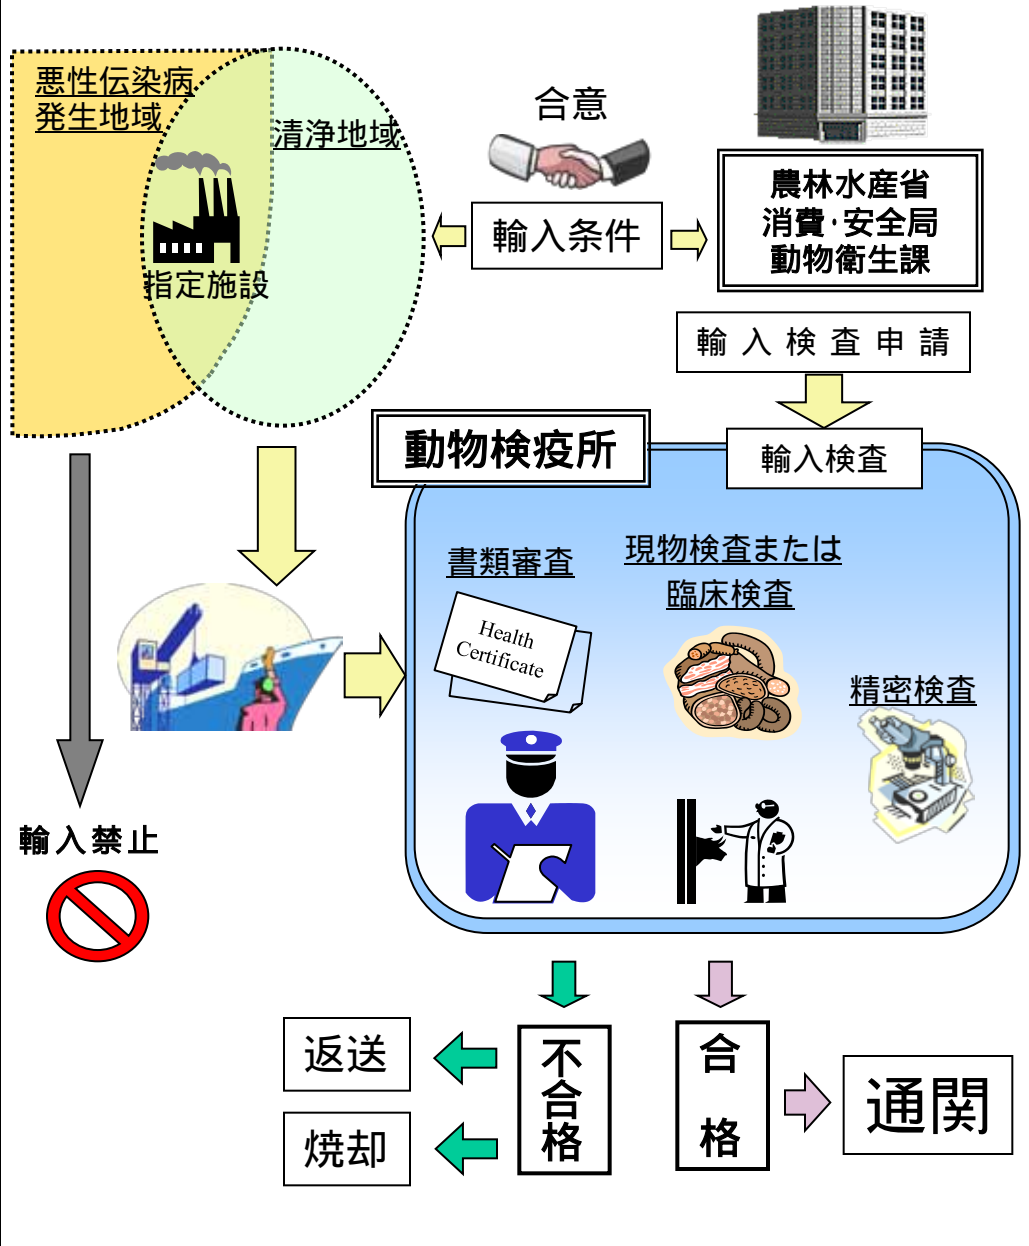 悪性伝染病
発生地域
清浄地域
指定施設
合意
輸入条件
農林水産省
消費・安全局
動物衛生課
輸入検査申請
動物検疫所
輸入検査
書類審査
現物検査または
臨床検査
精密検査
Health
Certificate
輸入禁止
不合格
合格
返送
焼却
通関